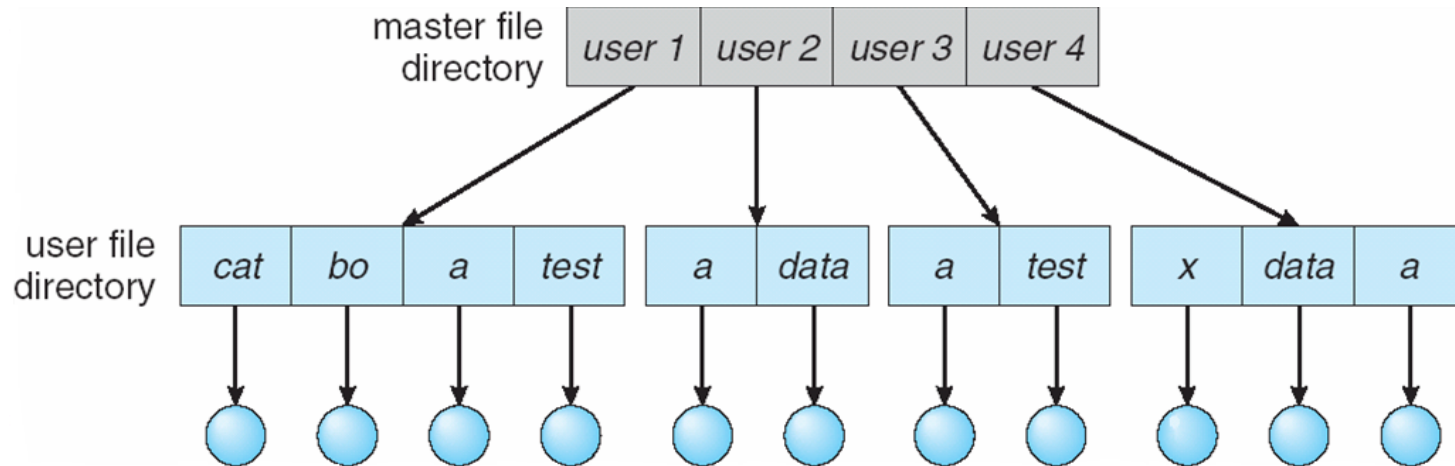 master file
directory
user 1 user 2 user 3 user 4
user file
directory
cat bo a test a data a test x data a